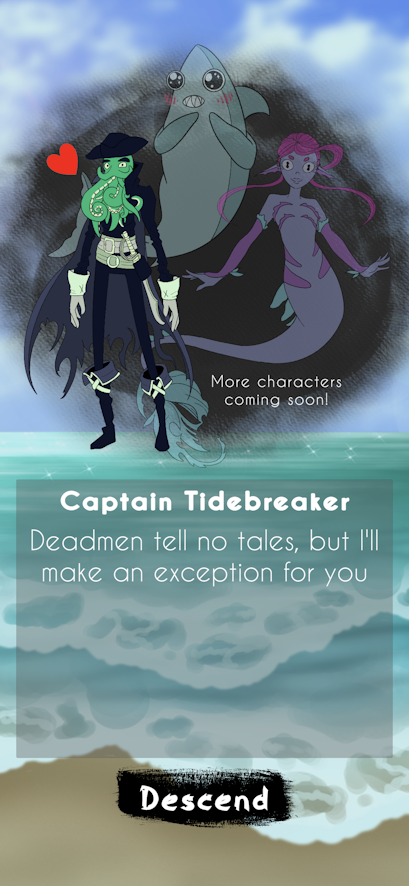 More characters
coming soon!
Captain Tidebreaker
Deadmen tell no tales, but I'll
make an exception for you
Descend